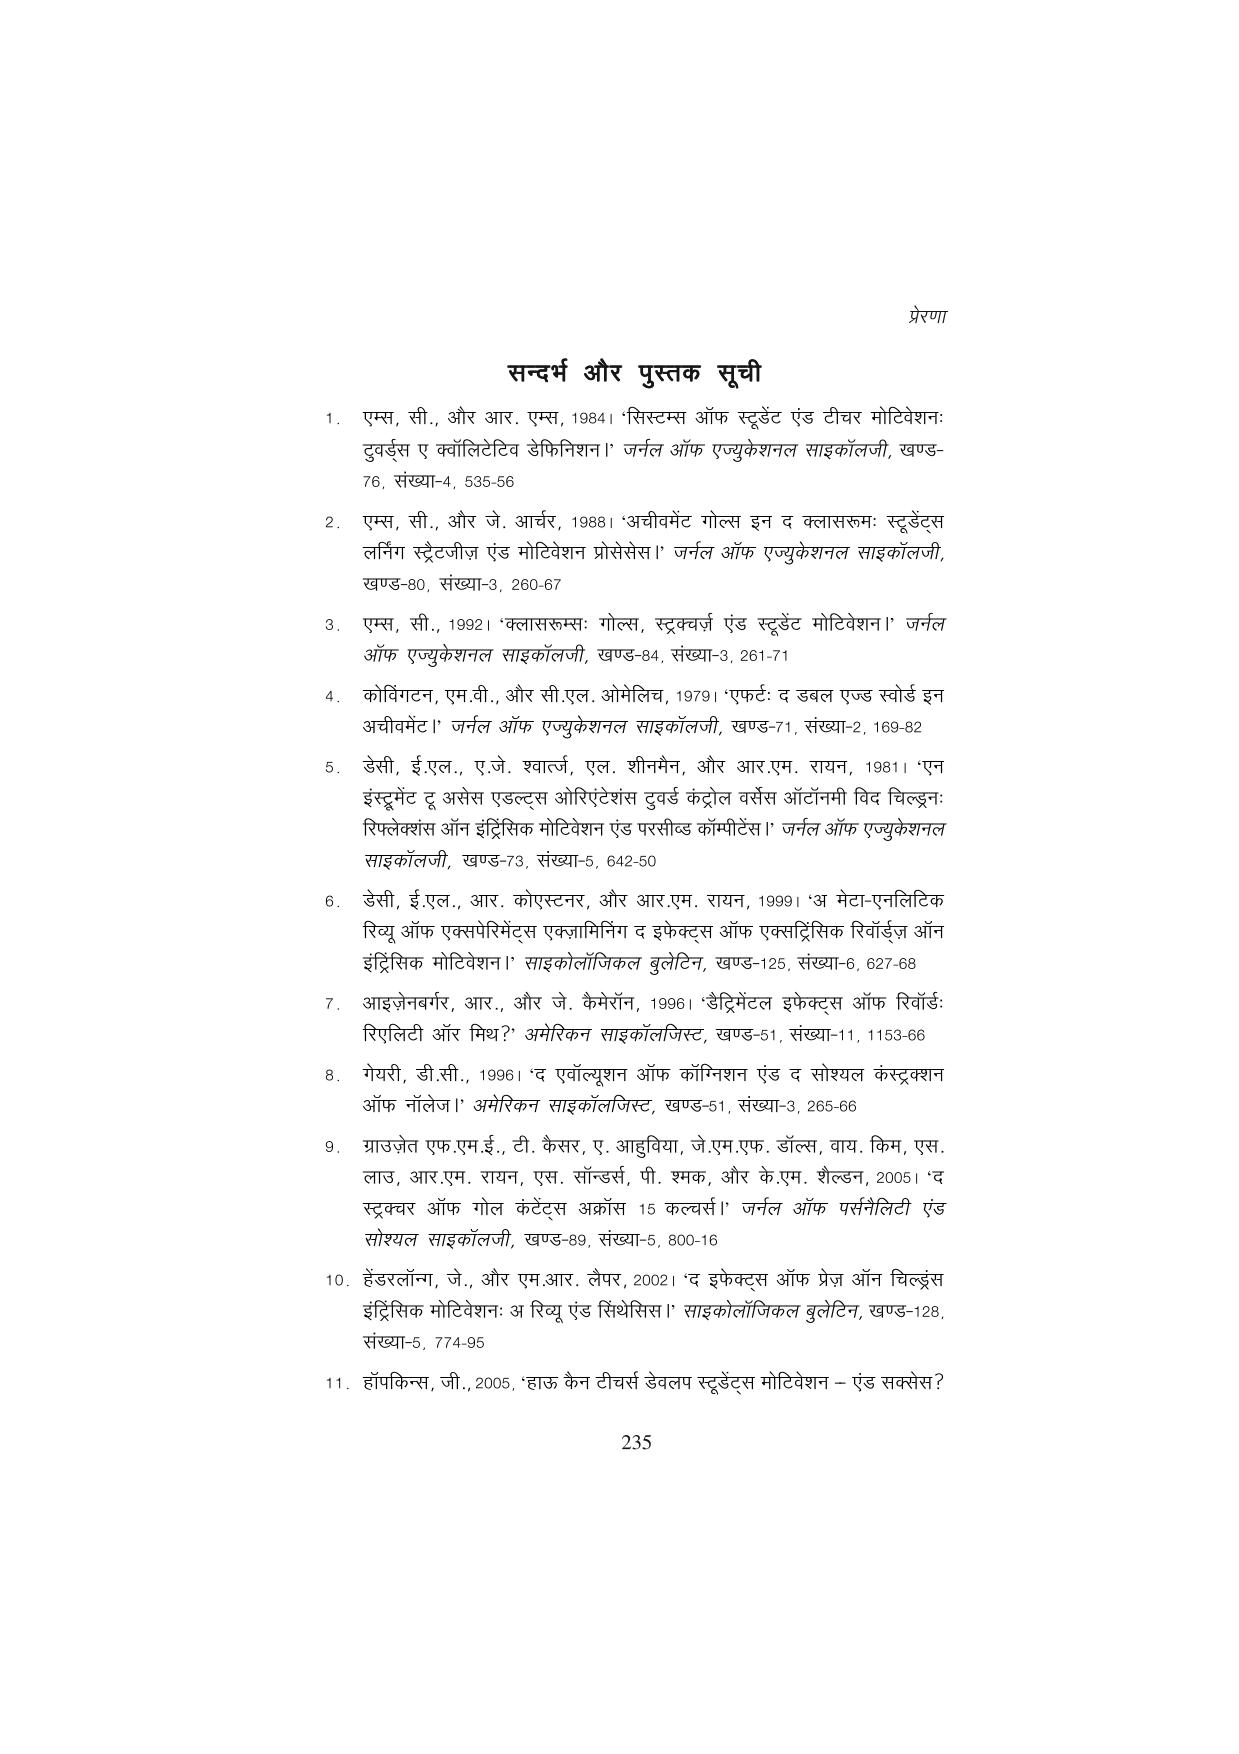 प्रेरणा
सन्दर्भ और पुस्तक सूची
1. एम्स, सी., और आर. एम्स, 1984। ‘सिस्टम्स ऑफ स्टूडेंट एंड टीचर मोटिवेशनः
टुवर्ड्स ए क्वॉलिटेटिव डेफिनिशन।’ जर्नल ऑफ एज्युकेशनल साइकॉलजी, खण्ड-
76, संख्या-4, 535-56
2. एम्स, सी., और जे. आर्चर, 1988। ‘अचीवमेंट गोल्स इन द क्लासरूमः स्टूडेंट्स
लर्निंग स्ट्रैटजीज़ एंड मोटिवेशन प्रोसेसेस।’ जर्नल ऑफ एज्युकेशनल साइकॉलजी,
खण्ड-80, संख्या-3, 260-67
3. एम्स, सी., 1992। ‘क्लासरूम्सः गोल्स, स्ट्रक्चर्ज़ एंड स्टूडेंट मोटिवेशन।’ जर्नल
ऑफ एज्युकेशनल साइकॉलजी, खण्ड-84, संख्या-3, 261-71
4. कोविंगटन, एम.वी., और सी.एल. ओमेलिच, 1979। ‘एफर्टः द डबल एज्ड स्वोर्ड इन
अचीवमेंट।’ जर्नल ऑफ एज्युकेशनल साइकॉलजी, खण्ड-71, संख्या-2, 169-82
5. डेसी, ई.एल., ए.जे. श्वार्त्ज, एल. शीनमैन, और आर.एम. रायन, 1981। ‘एन
इंस्ट्रूमेंट टू असेस एडल्ट्स ओरिएंटेशंस टुवर्ड कंट्रोल वर्सेस ऑटॉनमी विद चिल्ड्रनः
रिफ्लेक्शंस ऑन इंट्रिंसिक मोटिवेशन एंड परसीव्ड कॉम्पीटेंस।’ जर्नल ऑफ एज्युकेशनल
साइकॉलजी, खण्ड-73, संख्या-5, 642-50
6. डेसी, ई.एल., आर. कोएस्टनर, और आर.एम. रायन, 1999। ‘अ मेटा-एनलिटिक
रिव्यू ऑफ एक्सपेरिमेंट्स एक्ज़ामिनिंग द इफेक्ट्स ऑफ एक्सट्रिंसिक रिवॉर्ड्ज़ ऑन
इंट्रिंसिक मोटिवेशन।’ साइकोलॉजिकल बुलेटिन, खण्ड-125, संख्या-6, 627-68
7. आइज़ेनबर्गर, आर., और जे. कैमेरॉन, 1996। ‘डैट्रिमेंटल इफेक्ट्स ऑफ रिवॉर्डः
रिएलिटी ऑर मिथ?’ अमेरिकन साइकॉलजिस्ट, खण्ड-51, संख्या-11, 1153-66
8. गेयरी, डी.सी., 1996। ‘द एवॉल्यूशन ऑफ कॉग्निशन एंड द सोश्यल कंस्ट्रक्शन
ऑफ नॉलेज।’ अमेरिकन साइकॉलजिस्ट, खण्ड-51, संख्या-3, 265-66
9. ग्राउज़ेत एफ.एम.ई., टी. कैसर, ए. आहुविया, जे.एम.एफ. डॉल्स, वाय. किम, एस.
लाउ, आर.एम. रायन, एस. सॉन्डर्स, पी. श्मक, और के.एम. शैल्डन, 2005। ‘द
स्ट्रक्चर ऑफ गोल कंटेंट्स अक्रॉस 15 कल्चर्स।’ जर्नल ऑफ पर्सनैलिटी एंड
सोश्यल साइकॉलजी, खण्ड-89, संख्या-5, 800-16
10. हेंडरलॉन्ग, जे., और एम.आर. लैपर, 2002। ‘द इफेक्ट्स ऑफ प्रेज़ ऑन चिल्ड्रंस
इंट्रिंसिक मोटिवेशनः अ रिव्यू एंड सिंथेसिस।’ साइकोलॉजिकल बुलेटिन, खण्ड-128,
संख्या-5, 774-95
11. हॉपकिन्स, जी., 2005, ‘हाऊ कैन टीचर्स डेवलप स्टूडेंट्स मोटिवेशन – एंड सक्सेस?
235